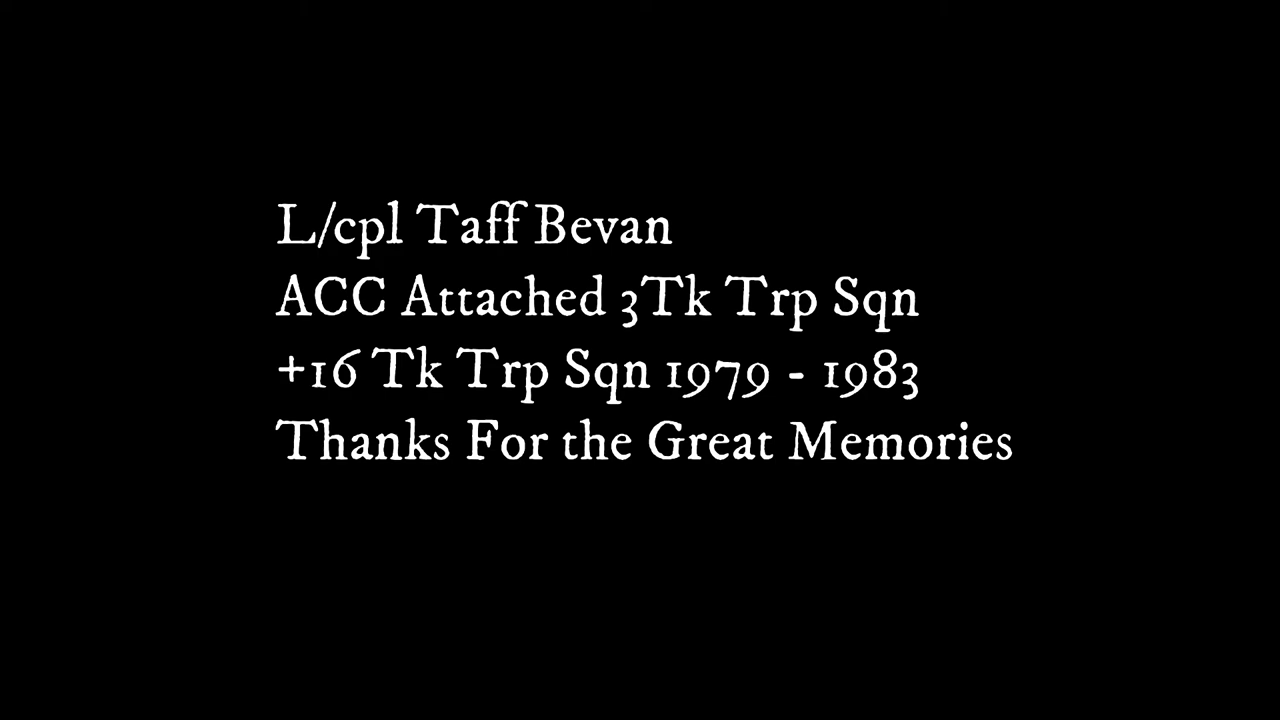 L/cpl Taff Bevan
ACC Attached 3Tk Trp Sqn
+16 Tk Trp Sqn 1979 - 1983
Thanks For the Great Memories